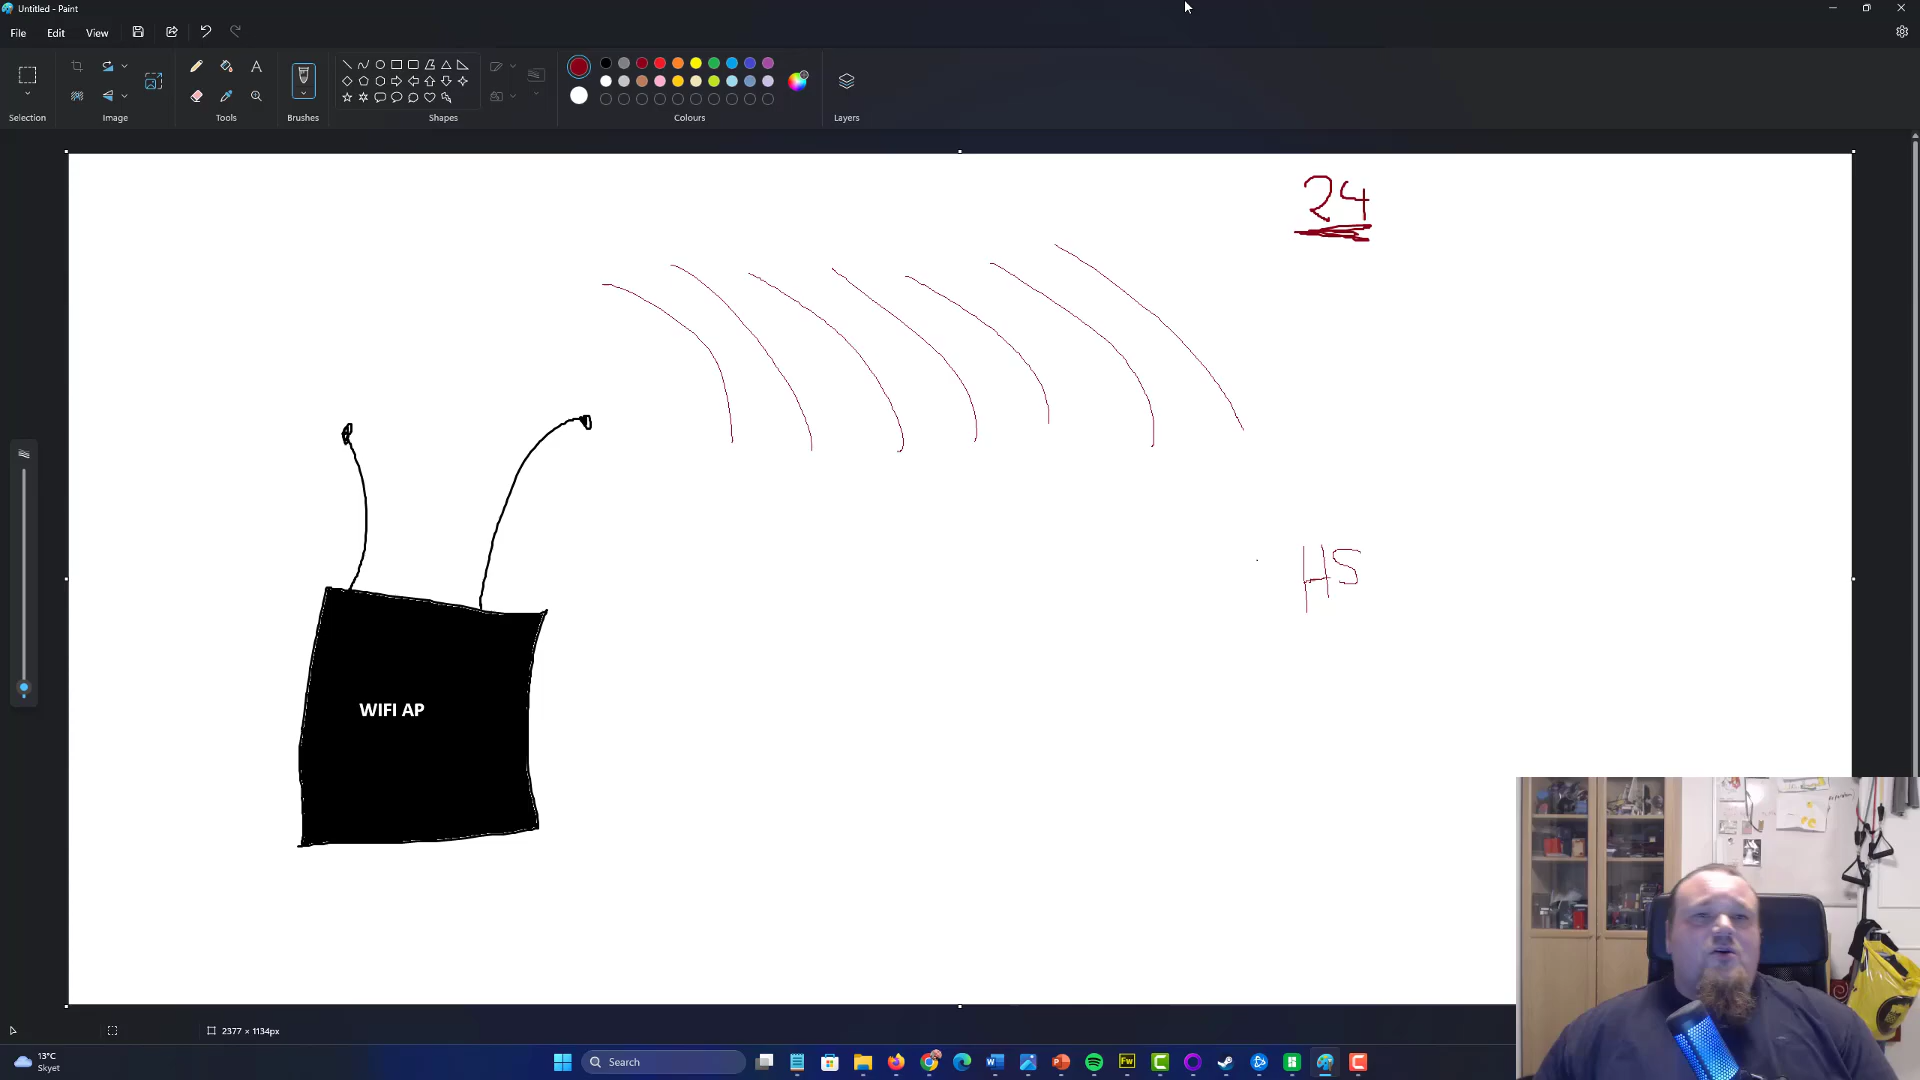 Untitled - Paint
File Edit View
Selection
Image
Tools
Brushes
Shapes
Colours
Layers
24
HS
WIFI AP
2377 × 1134px
13°C
Skyet
Search